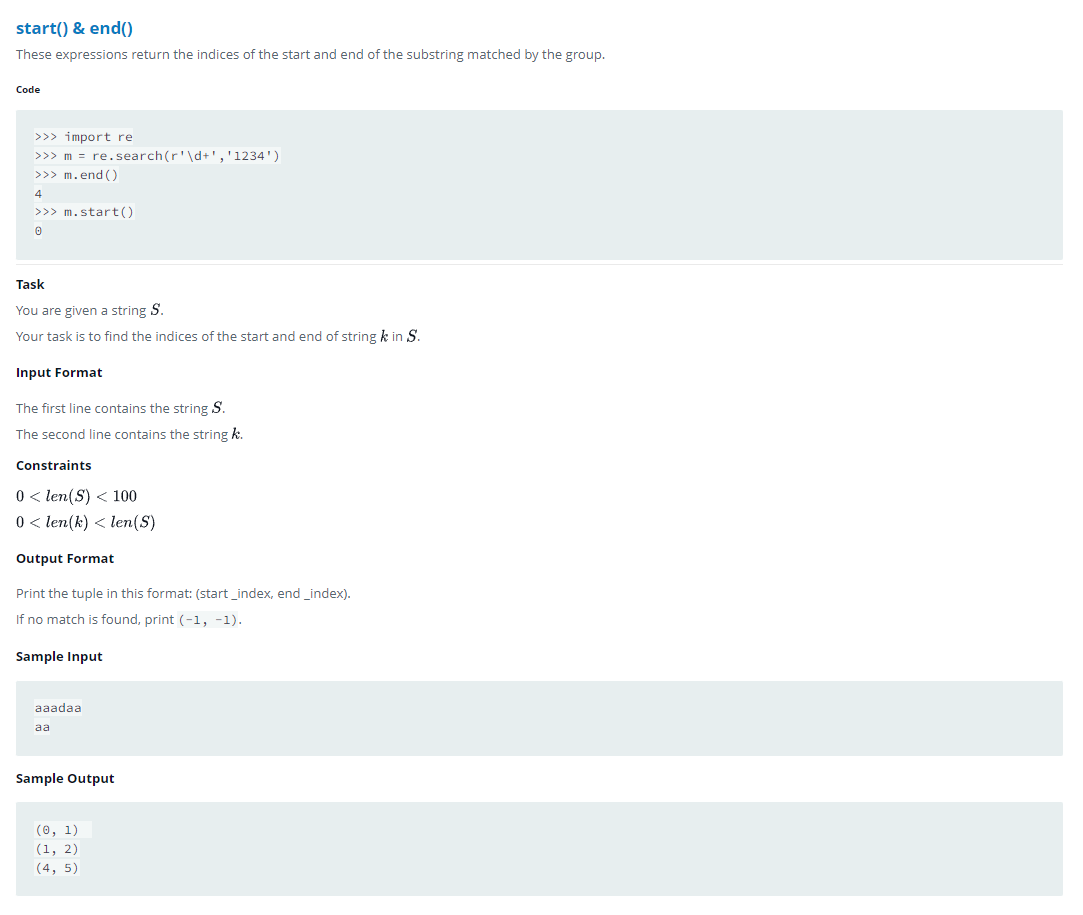 start() & end()
These expressions return the indices of the start and end of the substring matched by the group.
Code
>>> import re
>>> m = re.search(r'\d+','1234')
>>> m.end()
4
>>> m.start()
0
Task
You are given a string S.
Your task is to find the indices of the start and end of string k in S.
Input Format
The first line contains the string S.
The second line contains the string k.
Constraints
0 < len(S) < 100
0 < len(k) < len(S)
Output Format
Print the tuple in this format: (start _index, end _index).
If no match is found, print (-1, -1).
Sample Input
aaadaa
aa
Sample Output
(0, 1)
(1, 2)
(4, 5)